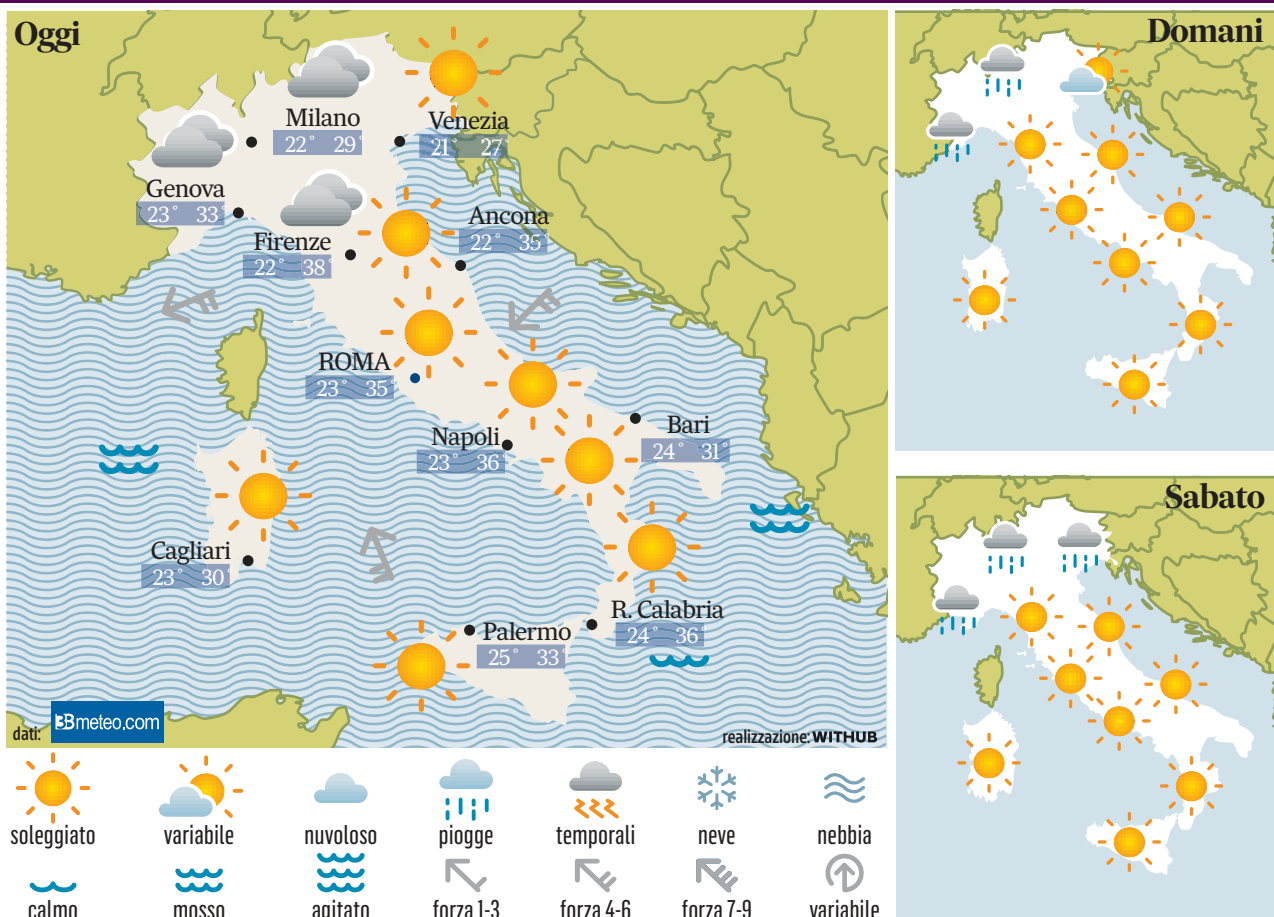 Oggi
Milano
22° 29°
Venezia
21° 27°
Genova
23° 33°
Firenze
22° 38°
Ancona
22° 35°
ROMA
23° 35°
Napoli
23° 36°
Bari
24° 31°
Cagliari
23° 30°
R. Calabria
24° 36°
Palermo
25° 33°
dati: 3Bmeteo.com
realizzazione: WITHUB
Domani
Sabato
soleggiato variabile nuvoloso piogge temporali neve nebbia
calmo mosso agitato forza 1-3 forza 4-6 forza 7-9 variabile